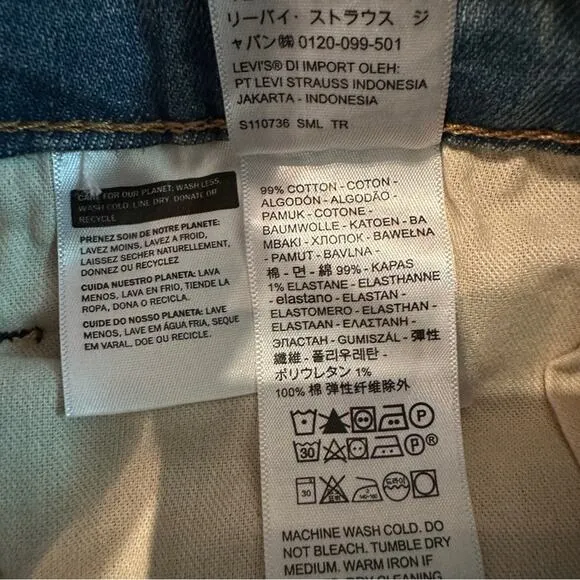 リーバイ・ストラウス ジ
ャパン㈱ 0120-099-501
LEVI'S® DI IMPORT OLEH:
PT LEVI STRAUSS INDONESIA
JAKARTA - INDONESIA
S110736 SML TR
CARE FOR OUR PLANET: WASH LESS,
WASH COLD, LINE DRY, DONATE OR
RECYCLE
PRENEZ SOIN DE NOTRE PLANETE:
LAVEZ MOINS, LAVEZ A FROID,
LAISSEZ SECHER NATURELLEMENT,
DONNEZ OU RECYCLEZ
CUIDA NUESTRO PLANETA: LAVA
MENOS, LAVA EN FRIO, TIENDE LA
ROPA, DONA O RECICLA.
CUIDE DO NOSSO PLANETA: LAVE
MENOS, LAVE EM ÁGUA FRIA, SEQUE
EM VARAL, DOE OU RECICLE.
99% COTTON - COTON -
ALGODÓN - ALGODÃO -
PAMUK - COTONE -
BAUMWOLLE - KATOEN - BA
MBAKI - ΧΛΟΠΟΚ - BAWEŁNA
- PAMUT - BAVLNA -
棉 - 면 - 綿 99% - KAPAS
1% ELASTANE - ELASTHANNE
- elastano - ELASTAN -
ELASTOMERO - ELASTHAN -
ELASTAAN - ΕΛΑΣΤΑΝΗ -
ЭЛАСТАН - GUMISZÁL - 彈性
纖維 - 폴리우레탄 -
ポリウレタン 1%
100% 棉 弹性纤维除外
P
30 P®
30 드라이 140~160
MACHINE WASH COLD. DO
NOT BLEACH. TUMBLE DRY
MEDIUM. WARM IRON IF